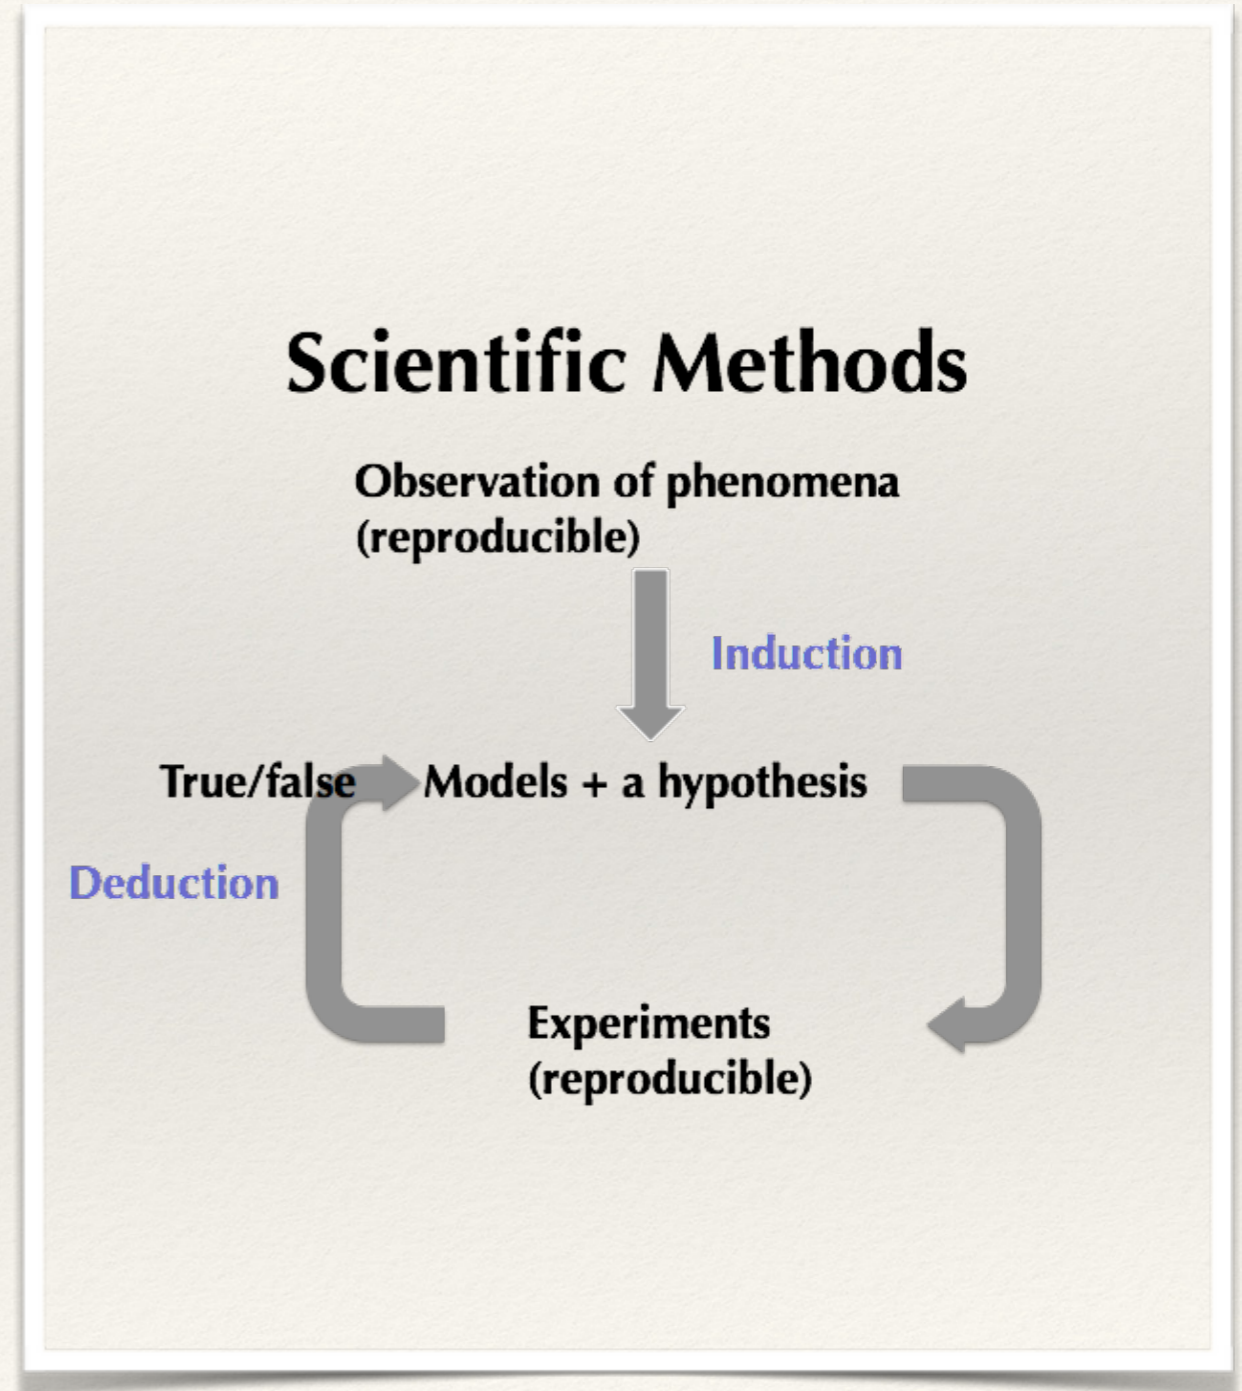 Scientific Methods
Observation of phenomena
(reproducible)
Induction
True/false
Models + a hypothesis
Deduction
Experiments
(reproducible)